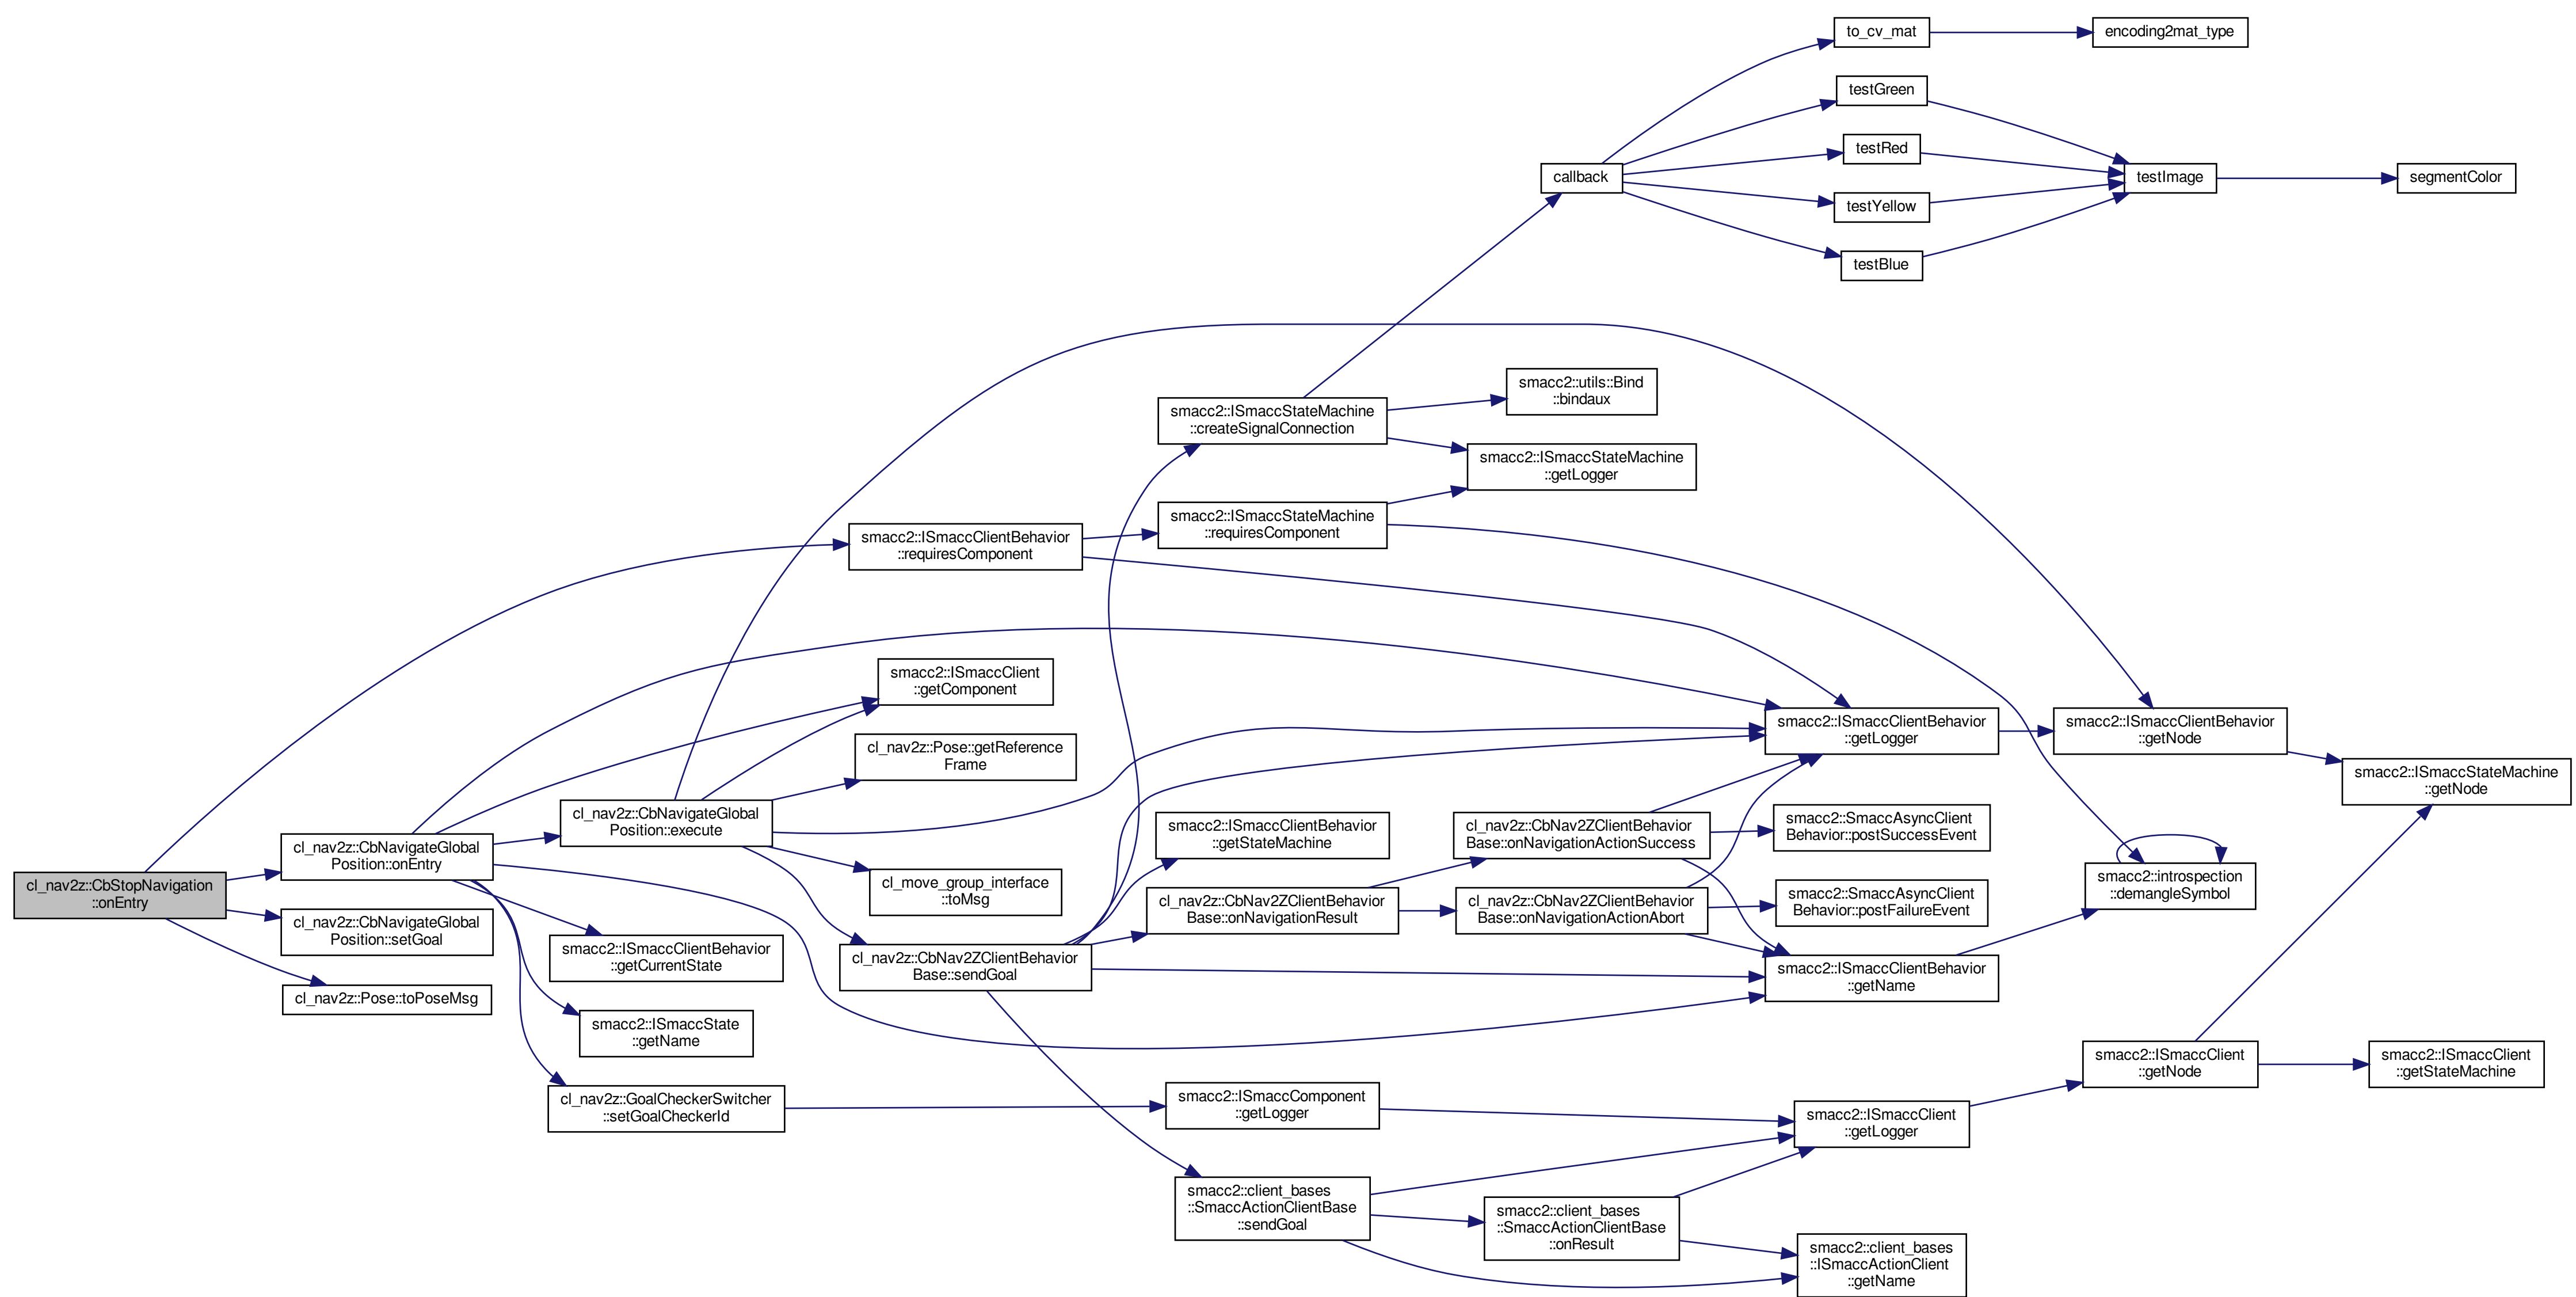 to_cv_mat
encoding2mat_type
testGreen
testRed
callback
testImage
segmentColor
testYellow
testBlue
smacc2::utils::Bind
::bindaux
smacc2::ISmaccStateMachine
::createSignalConnection
smacc2::ISmaccStateMachine
::getLogger
smacc2::ISmaccStateMachine
::requiresComponent
smacc2::ISmaccClientBehavior
::requiresComponent
smacc2::ISmaccClient
::getComponent
smacc2::ISmaccClientBehavior
::getLogger
smacc2::ISmaccClientBehavior
::getNode
cl_nav2z::Pose::getReference
Frame
smacc2::ISmaccStateMachine
::getNode
cl_nav2z::CbNavigateGlobal
Position::execute
smacc2::ISmaccClientBehavior
::getStateMachine
cl_nav2z::CbNav2ZClientBehavior
Base::onNavigationActionSuccess
smacc2::SmaccAsyncClient
Behavior::postSuccessEvent
cl_nav2z::CbNavigateGlobal
Position::onEntry
cl_nav2z::CbStopNavigation
::onEntry
cl_move_group_interface
::toMsg
cl_nav2z::CbNav2ZClientBehavior
Base::onNavigationResult
cl_nav2z::CbNav2ZClientBehavior
Base::onNavigationActionAbort
smacc2::SmaccAsyncClient
Behavior::postFailureEvent
smacc2::introspection
::demangleSymbol
cl_nav2z::CbNavigateGlobal
Position::setGoal
smacc2::ISmaccClientBehavior
::getCurrentState
cl_nav2z::CbNav2ZClientBehavior
Base::sendGoal
smacc2::ISmaccClientBehavior
::getName
cl_nav2z::Pose::toPoseMsg
smacc2::ISmaccState
::getName
smacc2::ISmaccClient
::getNode
smacc2::ISmaccClient
::getStateMachine
cl_nav2z::GoalCheckerSwitcher
::setGoalCheckerId
smacc2::ISmaccComponent
::getLogger
smacc2::ISmaccClient
::getLogger
smacc2::client_bases
::SmaccActionClientBase
::sendGoal
smacc2::client_bases
::SmaccActionClientBase
::onResult
smacc2::client_bases
::ISmaccActionClient
::getName